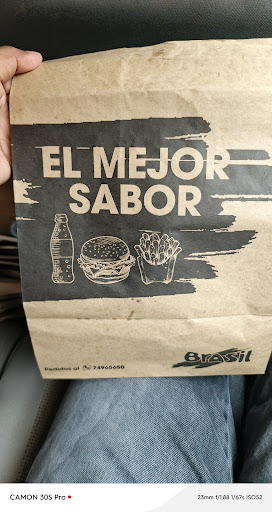 EL MEJOR
SABOR
Pedidos al 74965650
Brasil
CAMON 30S Pro
23mm f/1.88 1/67s ISO52